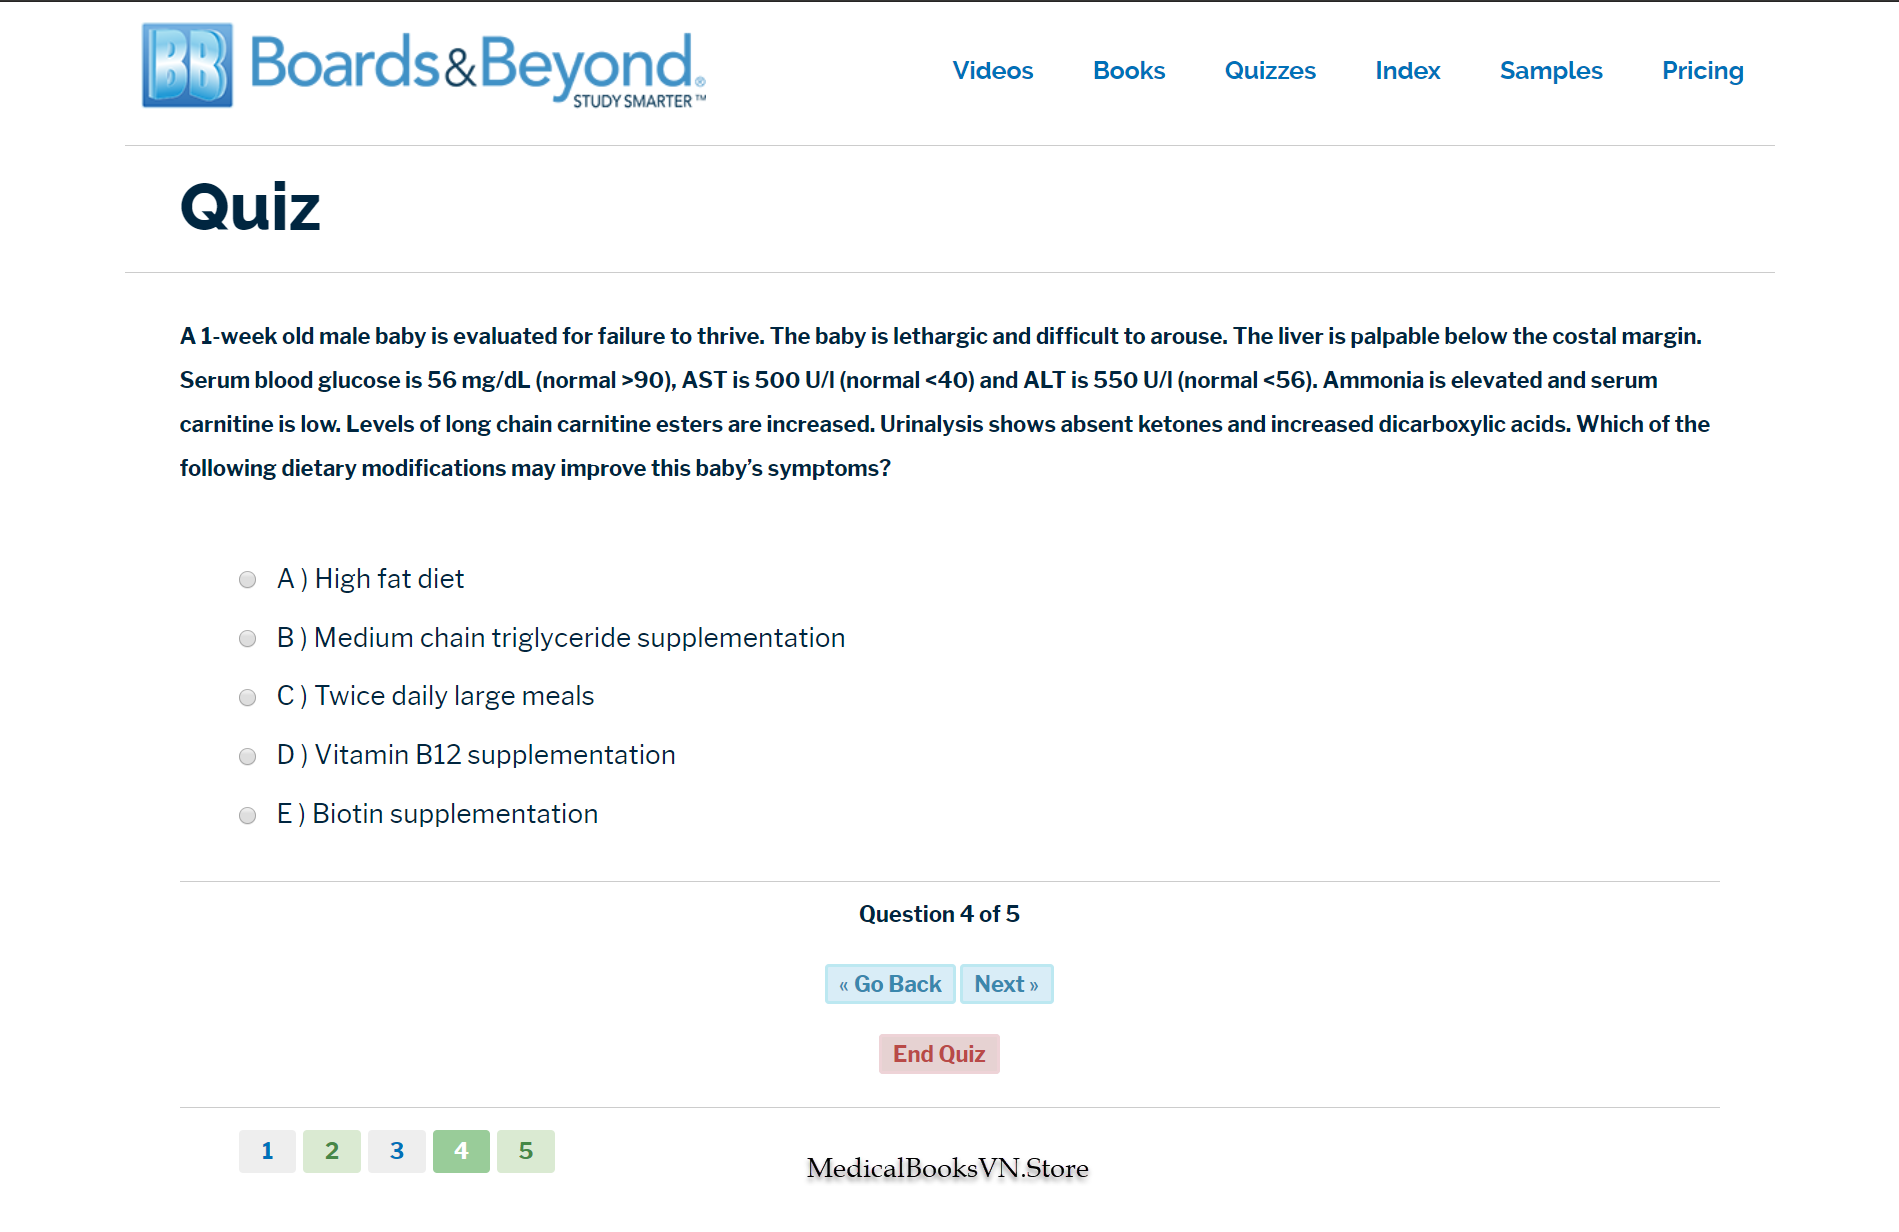 BB Boards&Beyond®
STUDY SMARTER™
Videos Books Quizzes Index Samples Pricing
Quiz
A 1-week old male baby is evaluated for failure to thrive. The baby is lethargic and difficult to arouse. The liver is palpable below the costal margin.
Serum blood glucose is 56 mg/dL (normal >90), AST is 500 U/l (normal <40) and ALT is 550 U/l (normal <56). Ammonia is elevated and serum
carnitine is low. Levels of long chain carnitine esters are increased. Urinalysis shows absent ketones and increased dicarboxylic acids. Which of the
following dietary modifications may improve this baby’s symptoms?
A ) High fat diet
B ) Medium chain triglyceride supplementation
C ) Twice daily large meals
D ) Vitamin B12 supplementation
E ) Biotin supplementation
Question 4 of 5
« Go Back Next »
End Quiz
1 2 3 4 5
MedicalBooksVN.Store